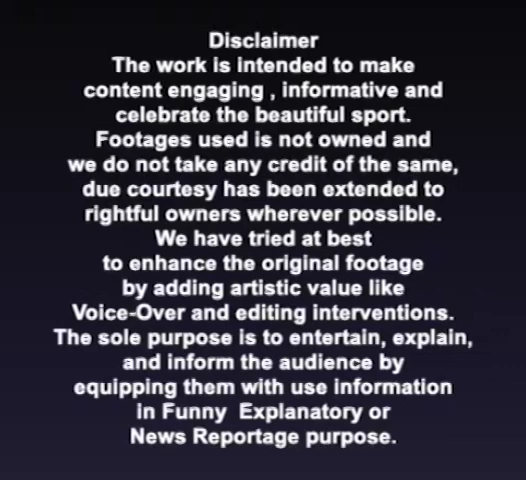 Disclaimer
The work is intended to make
content engaging , informative and
celebrate the beautiful sport.
Footages used is not owned and
we do not take any credit of the same,
due courtesy has been extended to
rightful owners wherever possible.
We have tried at best
to enhance the original footage
by adding artistic value like
Voice-Over and editing interventions.
The sole purpose is to entertain, explain,
and inform the audience by
equipping them with use information
in Funny  Explanatory or
News Reportage purpose.